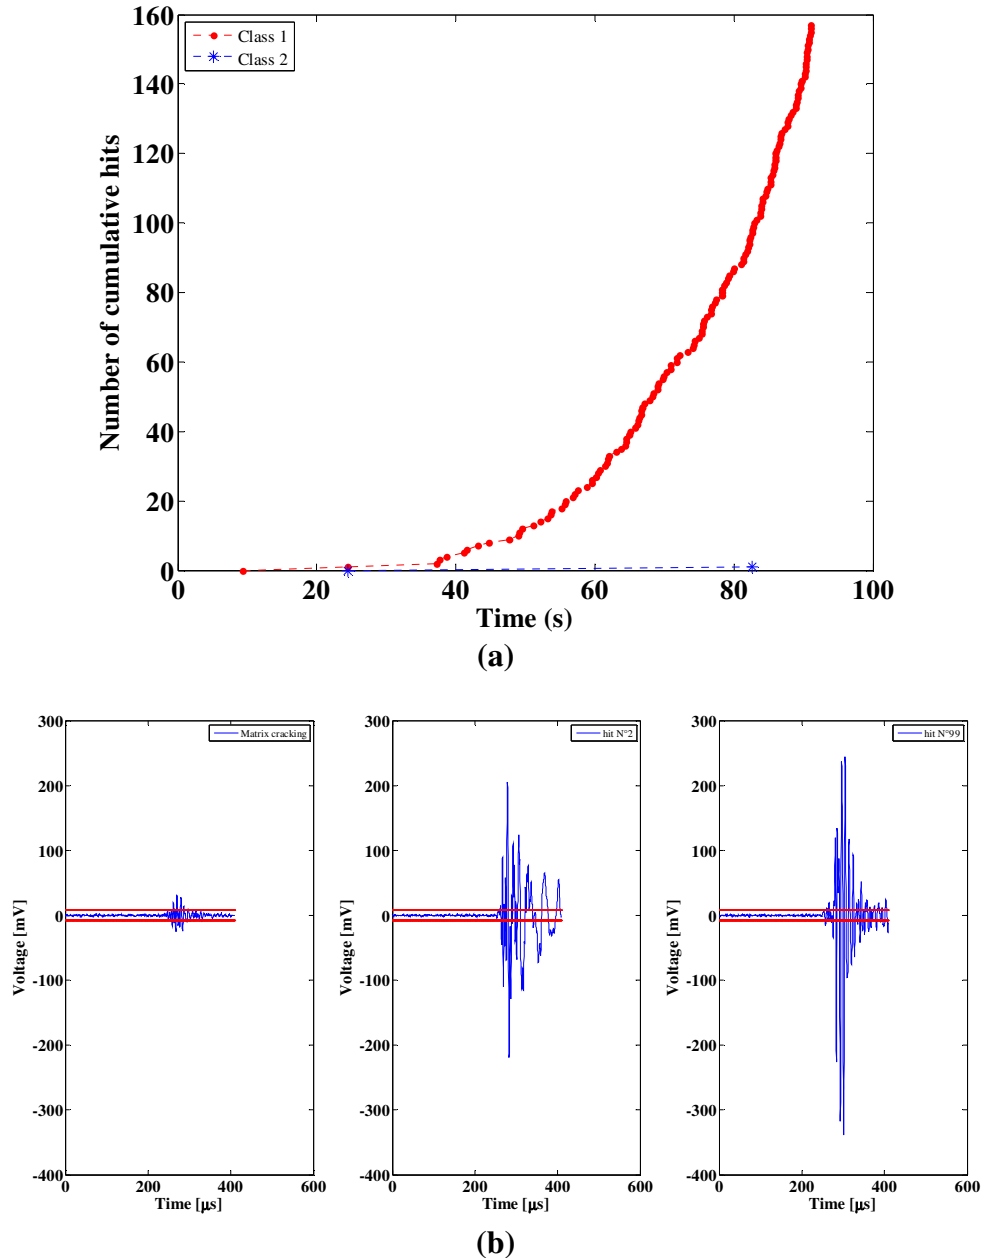 160
140
120
100
80
60
40
20
0
Number of cumulative hits
Class 1
Class 2
0 20 40 60 80 100
Time (s)
(a)
300
200
100
0
-100
-200
-300
-400
Voltage [mV]
Matrix cracking
0 200 400 600
Time [µs]
300
200
100
0
-100
-200
-300
-400
Voltage [mV]
hit N°2
0 200 400 600
Time [µs]
300
200
100
0
-100
-200
-300
-400
Voltage [mV]
hit N°99
0 200 400 600
Time [µs]
(b)